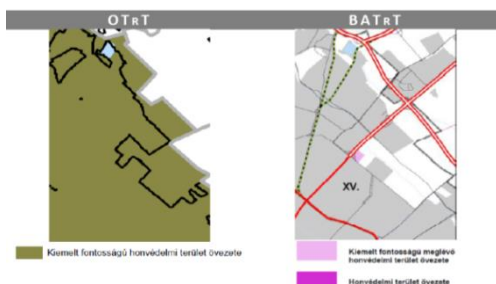 OTRT
BATRT
XV.
Kiemelt fontosságú honvédelmi terület övezete
Kiemelt fontosságú meglévő
honvédelmi terület övezete
Honvédelmi terület övezete